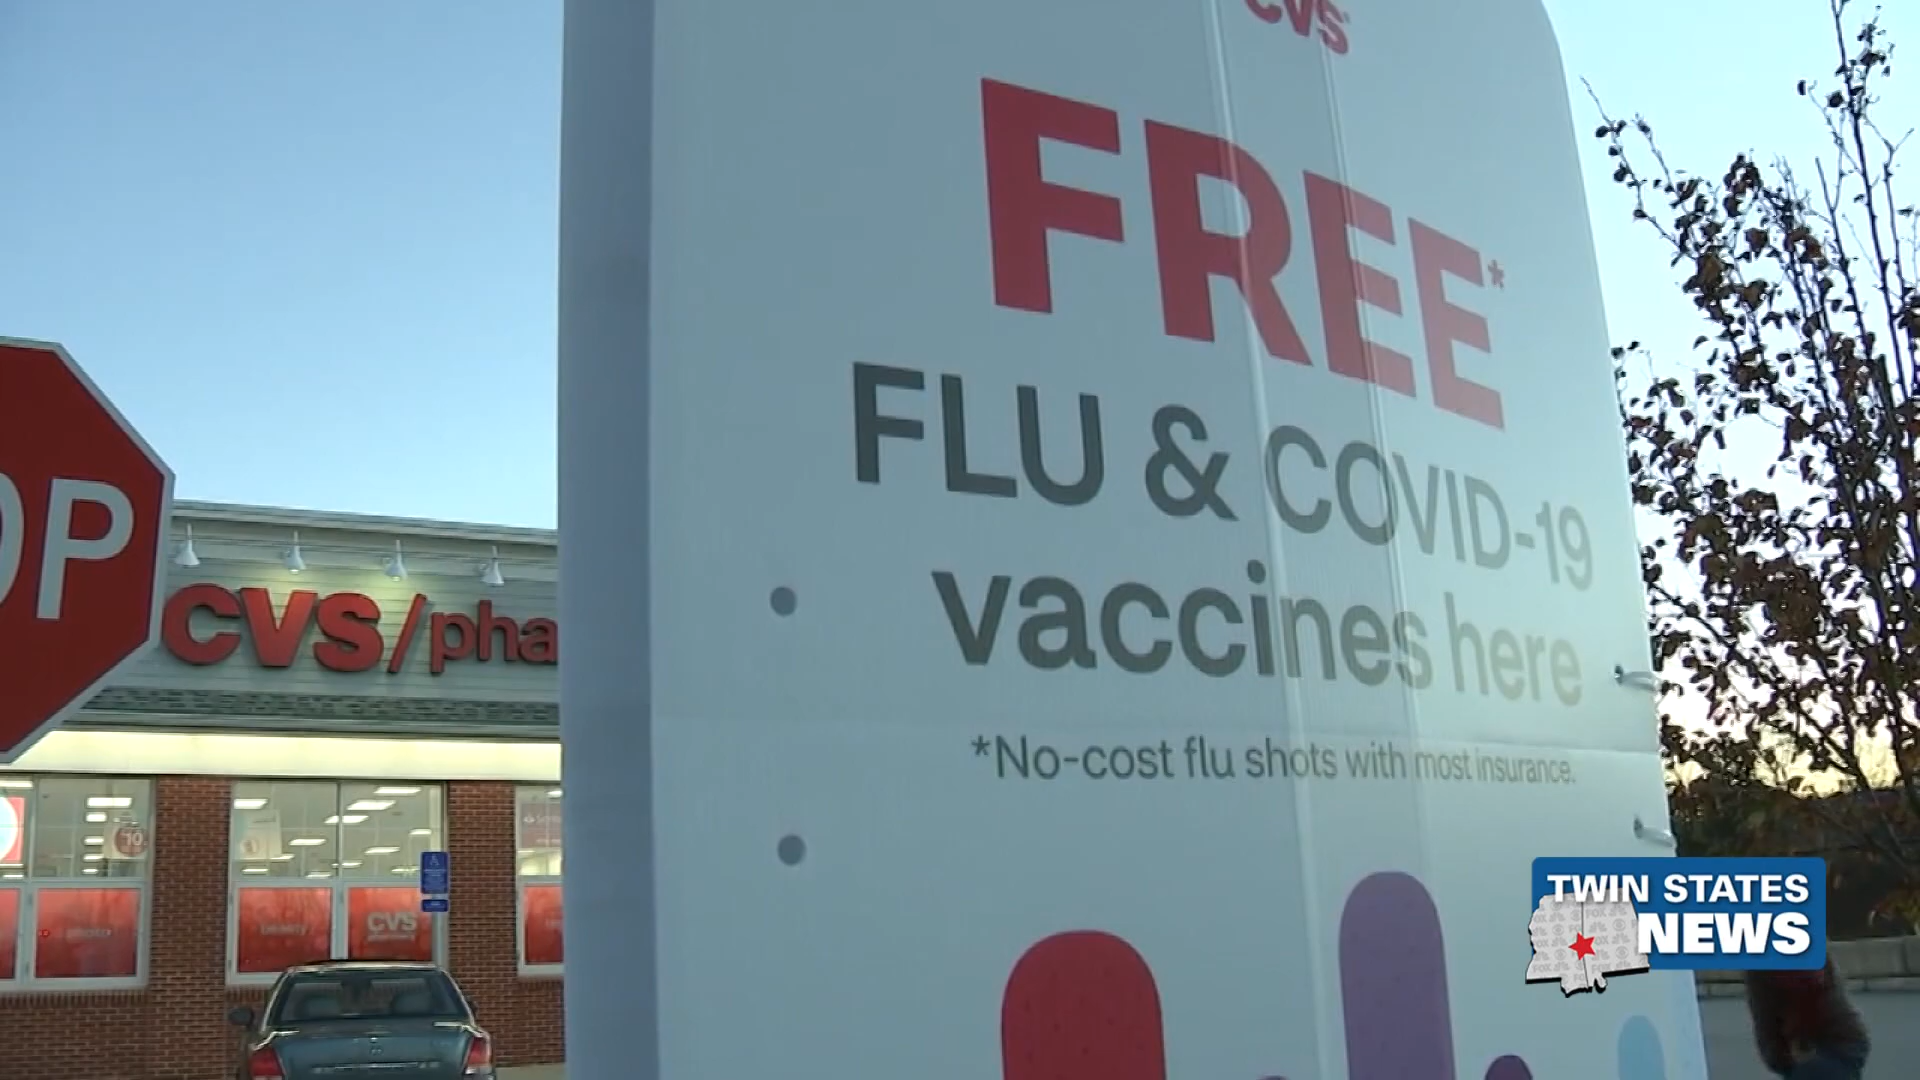 CVS
FREE*
FLU & COVID-19
vaccines here
*No-cost flu shots with most insurance.
OP
CVS/pha
10
CVS
TWIN STATES
NEWS